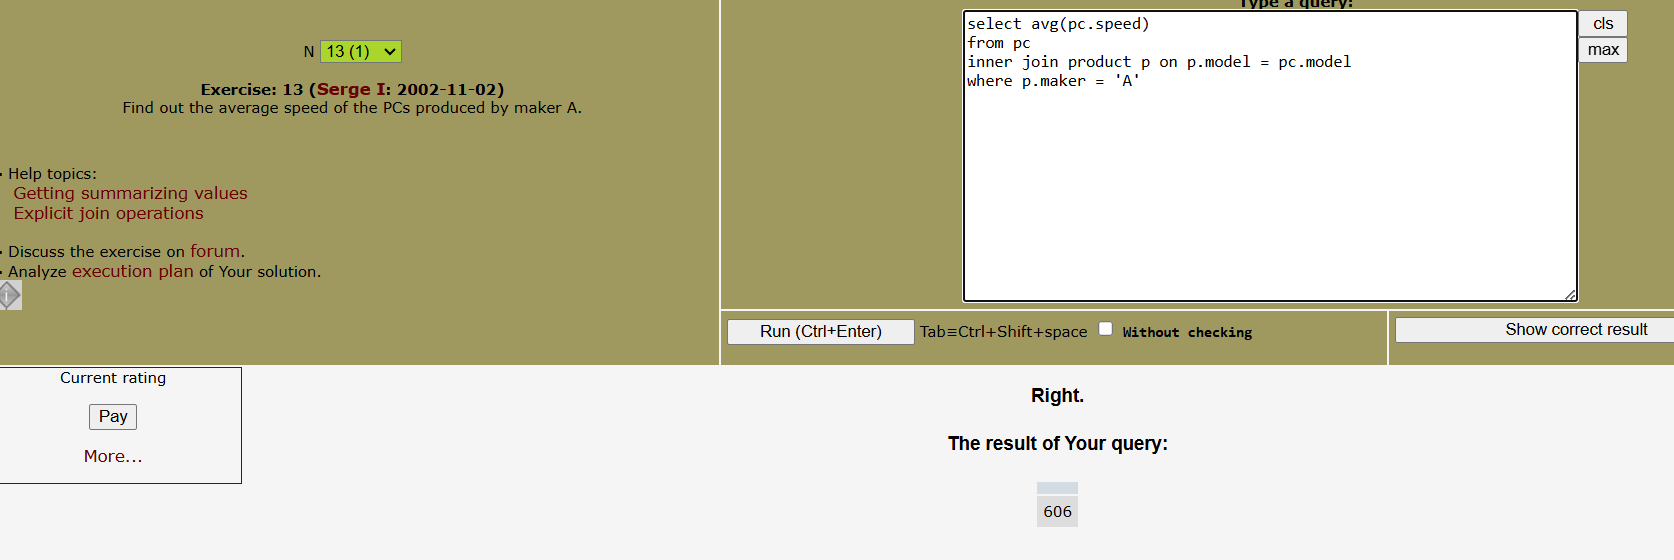 Type a query:
N 13 (1)
Exercise: 13 (Serge I: 2002-11-02)
Find out the average speed of the PCs produced by maker A.
· Help topics:
Getting summarizing values
Explicit join operations
· Discuss the exercise on forum.
· Analyze execution plan of Your solution.
select avg(pc.speed)
from pc
inner join product p on p.model = pc.model
where p.maker = 'A'
cls
max
Run (Ctrl+Enter) Tab≡Ctrl+Shift+space Without checking
Show correct result
Current rating
Pay
More...
Right.
The result of Your query:
606